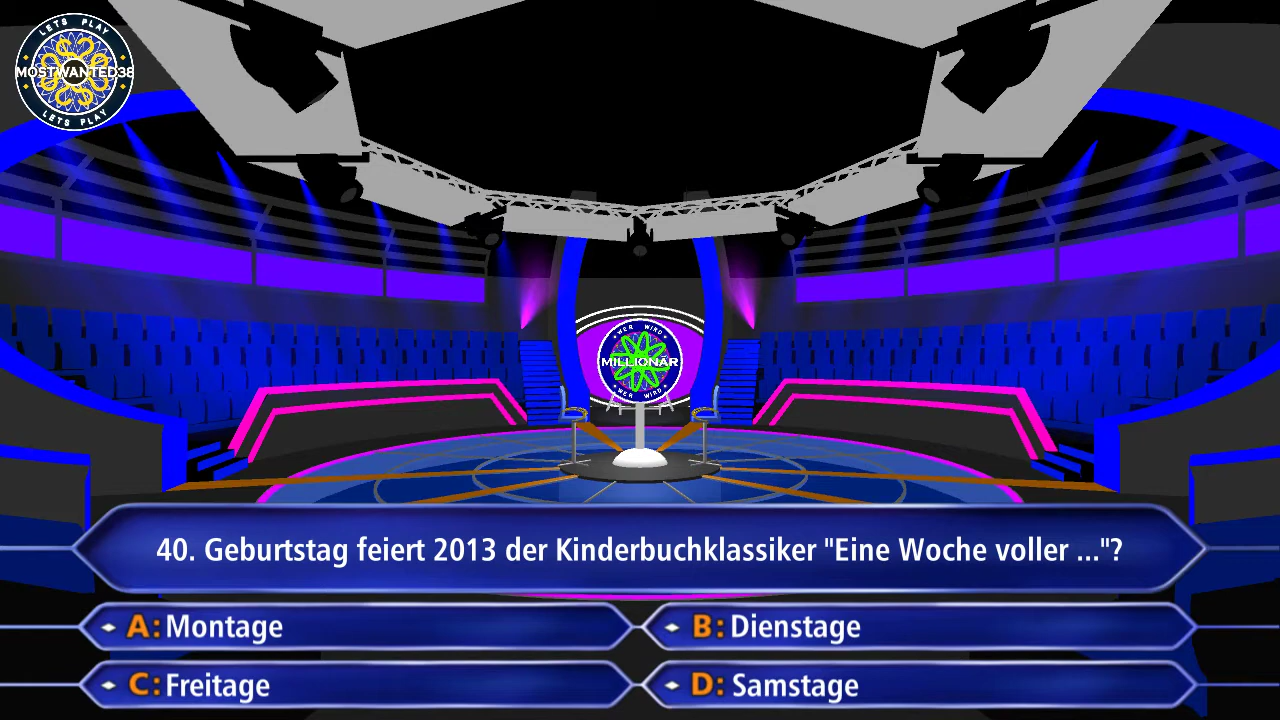 LETS PLAY
MOSTWANTED38
LETS PLAY
WER WIRD
MILLIONÄR
WER WIRD
40. Geburtstag feiert 2013 der Kinderbuchklassiker "Eine Woche voller ..."?
A: Montage
B: Dienstage
C: Freitage
D: Samstage